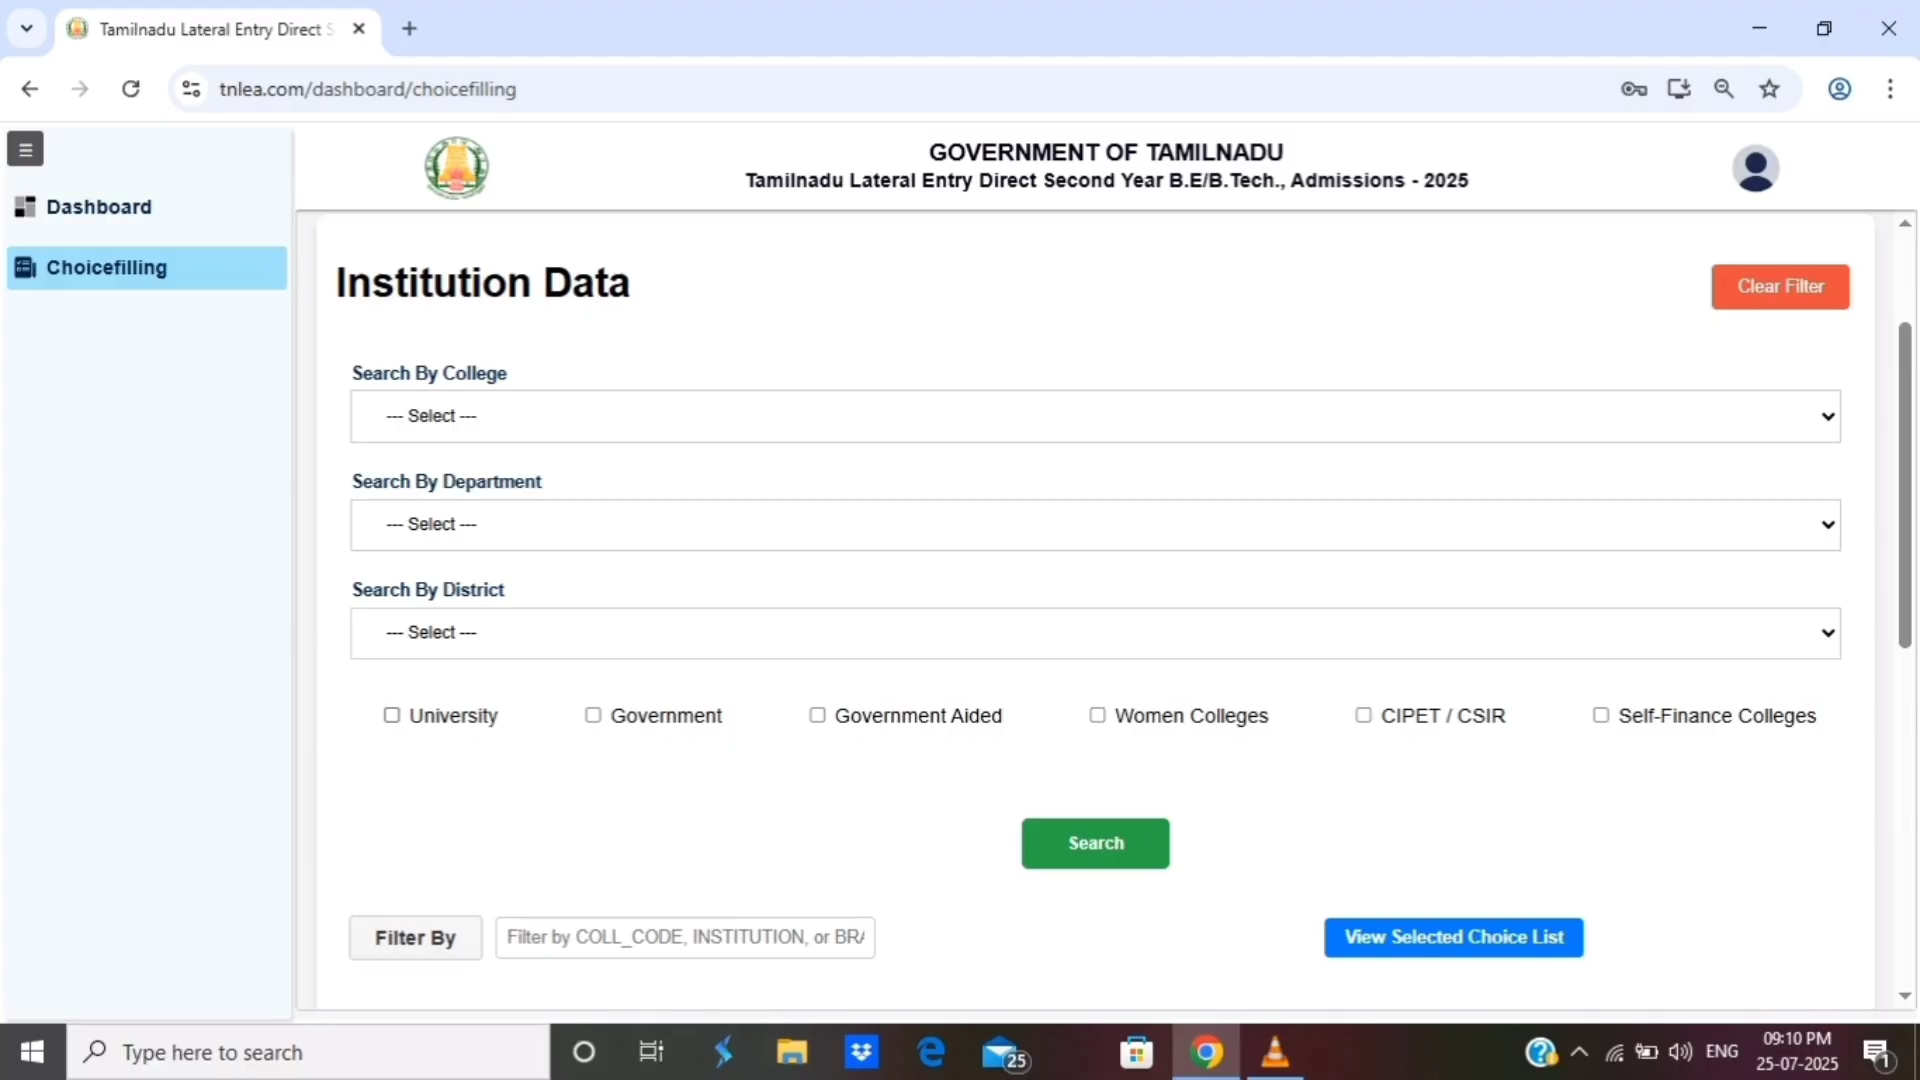 Tamilnadu Lateral Entry Direct S
tnlea.com/dashboard/choicefilling
GOVERNMENT OF TAMILNADU
Tamilnadu Lateral Entry Direct Second Year B.E/B.Tech., Admissions - 2025
Dashboard
Choicefilling
Institution Data
Clear Filter
Search By College
--- Select ---
Search By Department
--- Select ---
Search By District
--- Select ---
University Government Government Aided Women Colleges CIPET / CSIR Self-Finance Colleges
Search
Filter By Filter by COLL_CODE, INSTITUTION, or BRA View Selected Choice List
Type here to search 25 ENG 09:10 PM 1
25-07-2025